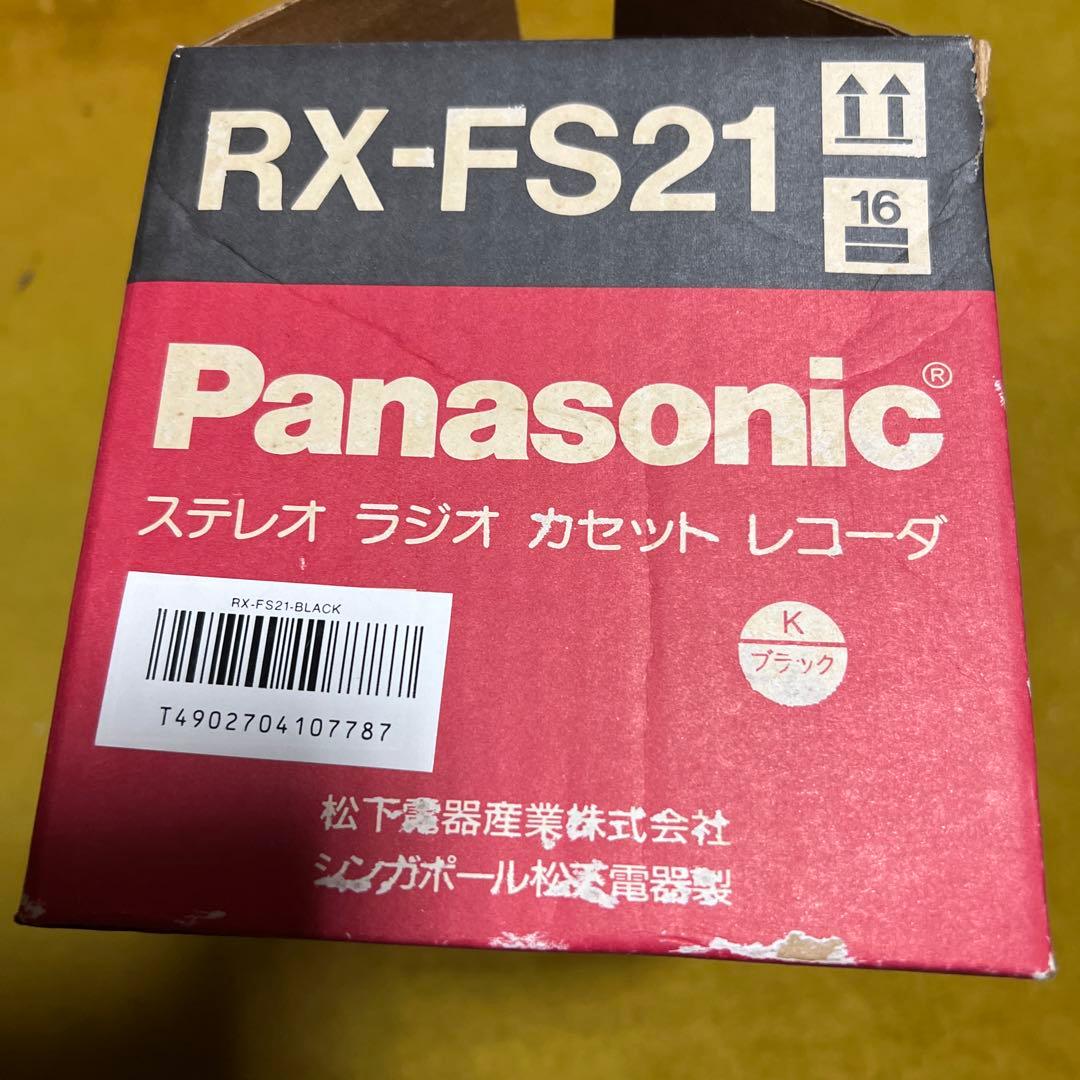 RX-FS21
16
Panasonic®
ステレオ ラジオ カセット レコーダ
RX-FS21-BLACK
T4902704107787
K
ブラック
松下電器産業株式会社
シンガポール松下電器製